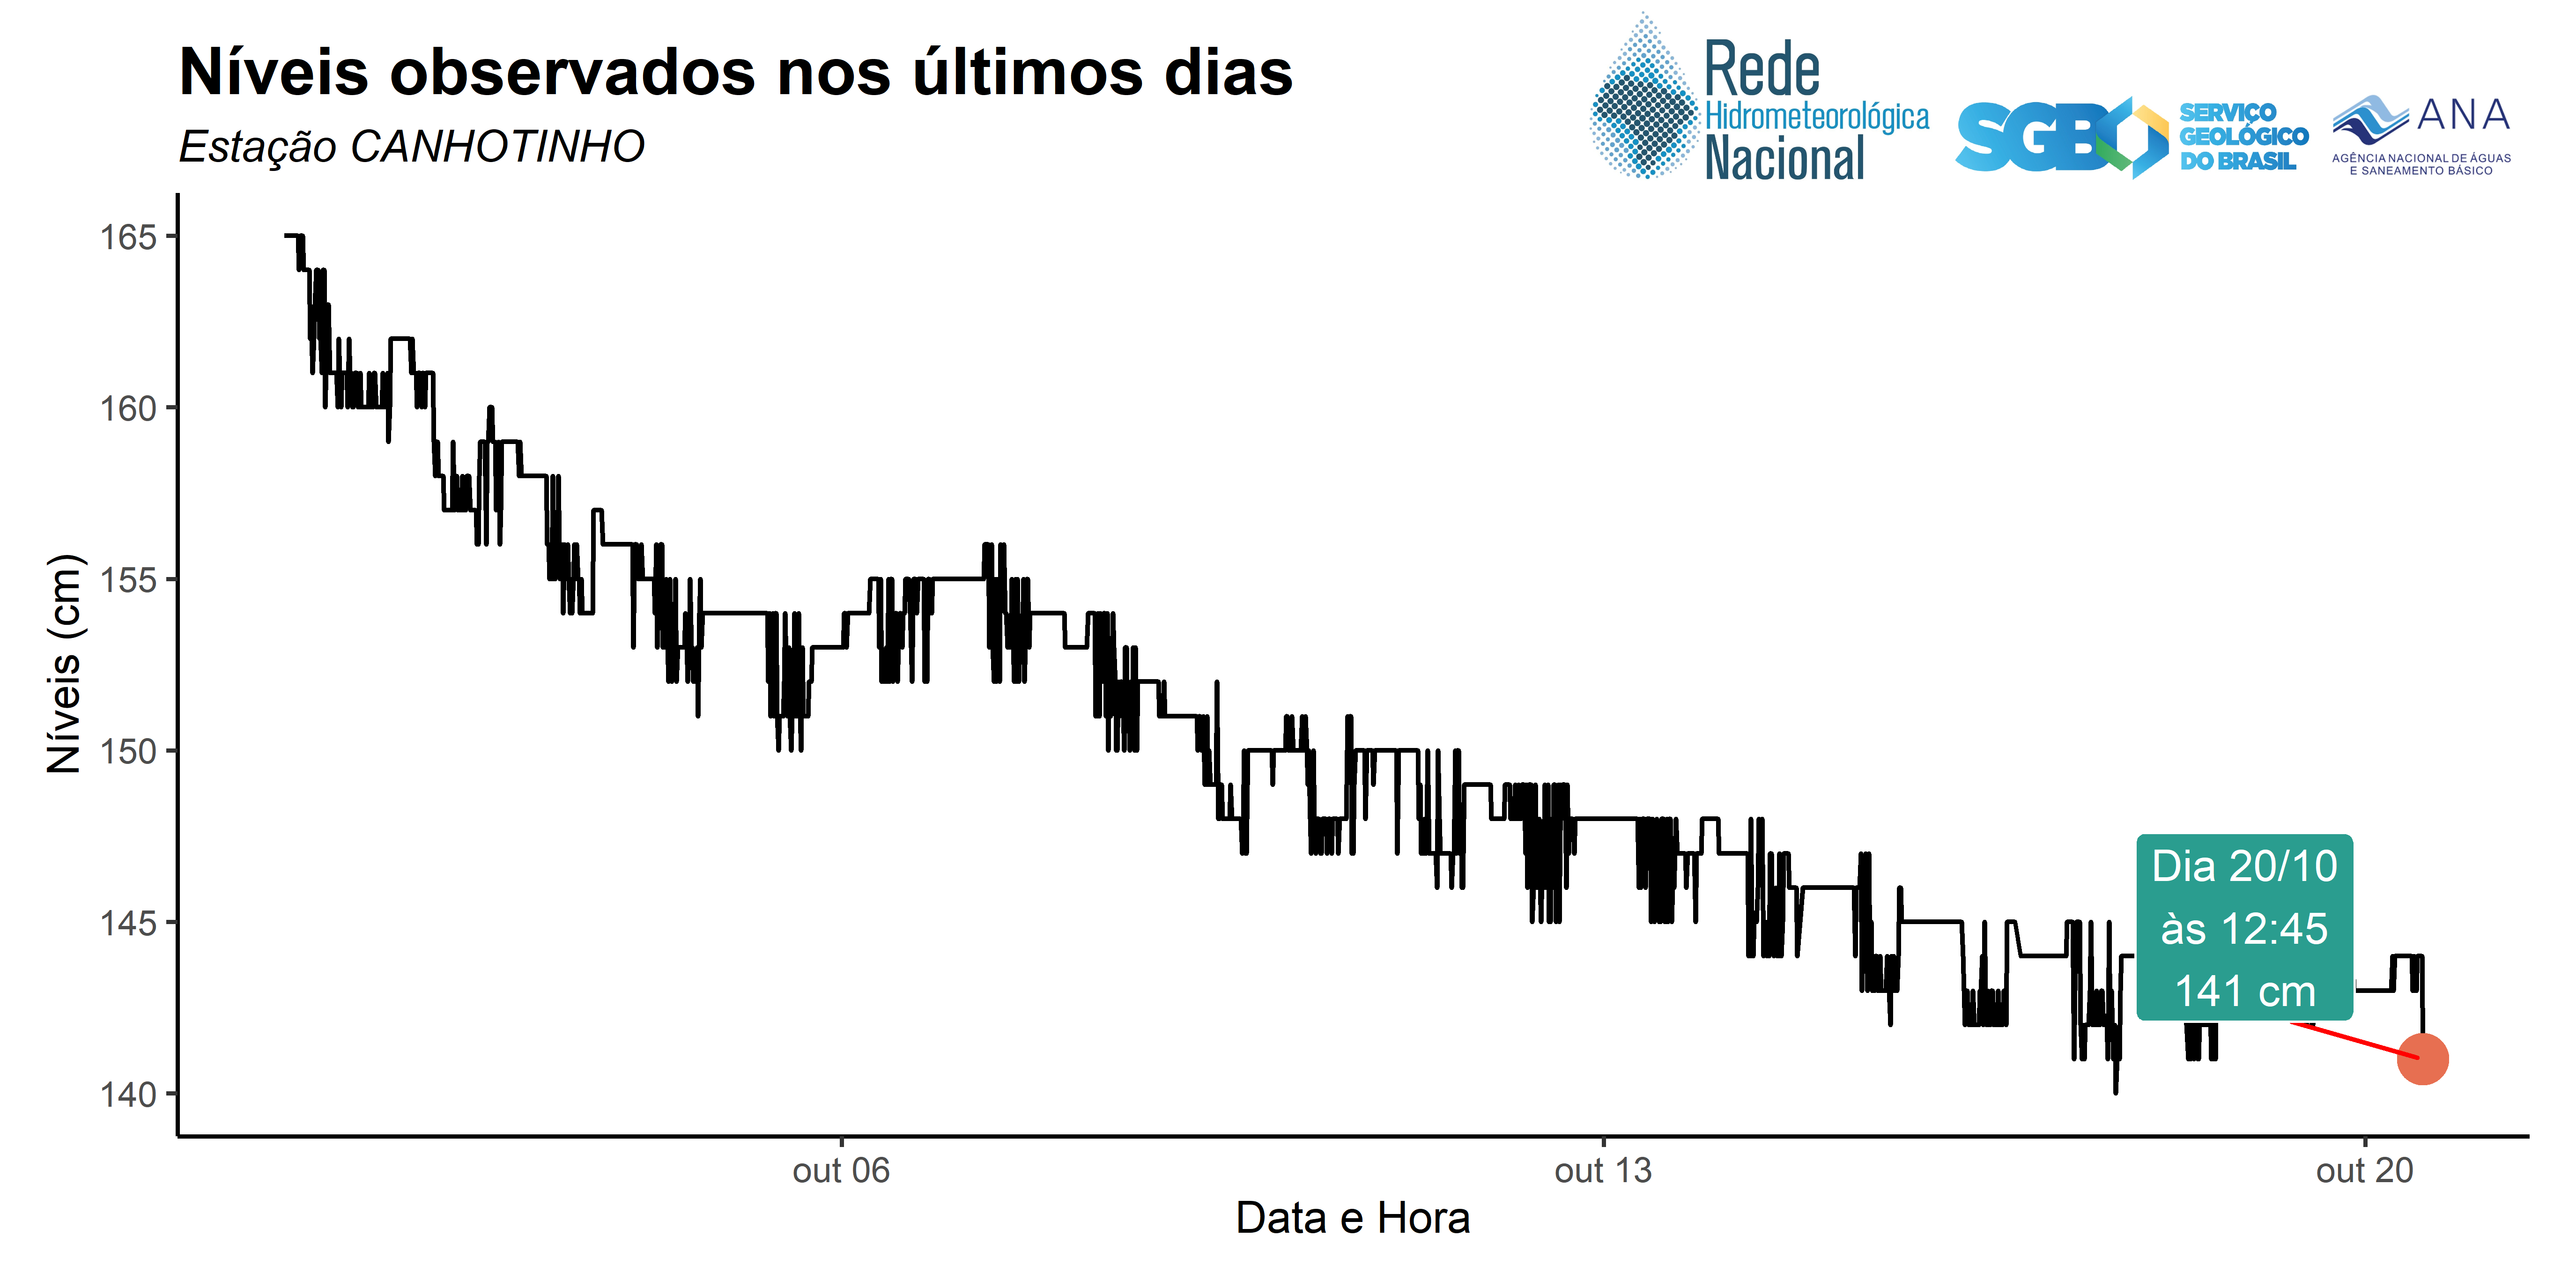 Níveis observados nos últimos dias
Estação CANHOTINHO
Rede
Hidrometeorológica
Nacional
SGB
SERVIÇO
GEOLÓGICO
DO BRASIL
ANA
AGÊNCIA NACIONAL DE ÁGUAS
E SANEAMENTO BÁSICO
Níveis (cm)
165
160
155
150
145
140
Dia 20/10
às 12:45
141 cm
out 06
out 13
out 20
Data e Hora